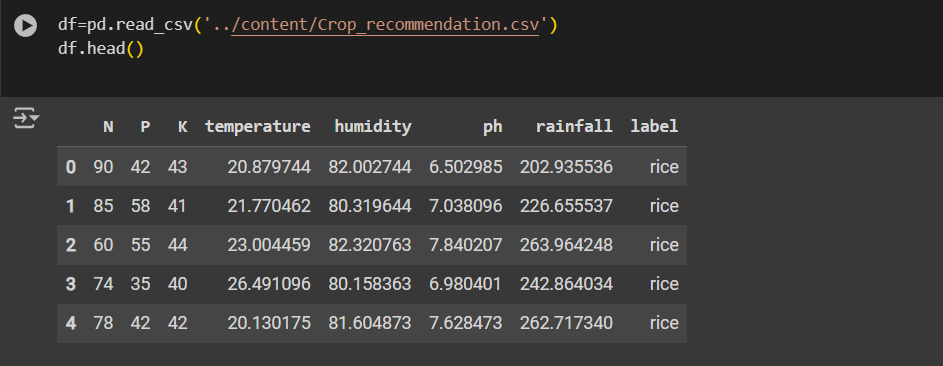 df=pd.read_csv('../content/Crop_recommendation.csv')
df.head()
N P K temperature humidity ph rainfall label
0 90 42 43 20.879744 82.002744 6.502985 202.935536 rice
1 85 58 41 21.770462 80.319644 7.038096 226.655537 rice
2 60 55 44 23.004459 82.320763 7.840207 263.964248 rice
3 74 35 40 26.491096 80.158363 6.980401 242.864034 rice
4 78 42 42 20.130175 81.604873 7.628473 262.717340 rice